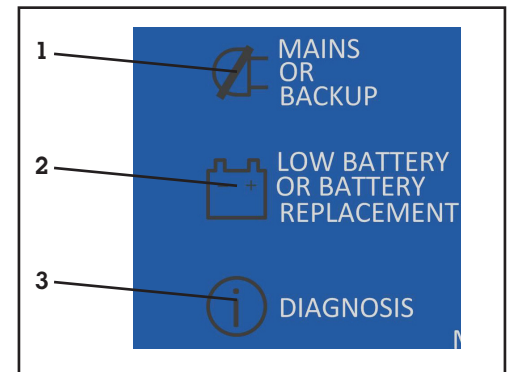 1
MAINS
OR
BACKUP
2
LOW BATTERY
OR BATTERY
REPLACEMENT
3
i DIAGNOSIS